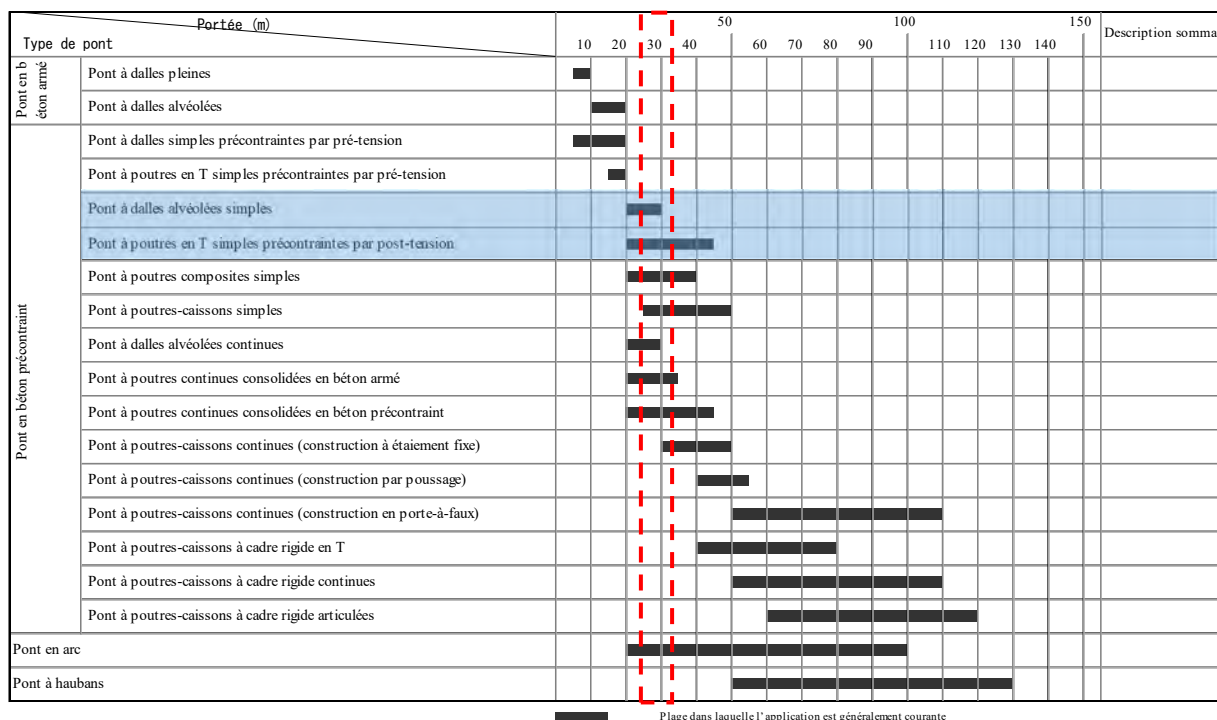 Portée (m)
Type de pont
50 100 150
10 20 30 40 60 70 80 90 110 120 130 140
Description somma
Pont en b
éton armé
Pont à dalles pleines
Pont à dalles alvéolées
Pont en béton précontraint
Pont à dalles simples précontraintes par pré-tension
Pont à poutres en T simples précontraintes par pré-tension
Pont à dalles alvéolées simples
Pont à poutres en T simples précontraintes par post-tension
Pont à poutres composites simples
Pont à poutres-caissons simples
Pont à dalles alvéolées continues
Pont à poutres continues consolidées en béton armé
Pont à poutres continues consolidées en béton précontraint
Pont à poutres-caissons continues (construction à étaiement fixe)
Pont à poutres-caissons continues (construction par poussage)
Pont à poutres-caissons continues (construction en porte-à-faux)
Pont à poutres-caissons à cadre rigide en T
Pont à poutres-caissons à cadre rigide continues
Pont à poutres-caissons à cadre rigide articulées
Pont en arc
Pont à haubans
Plage dans laquelle l'application est généralement courante